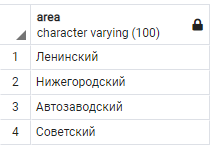 area
character varying (100)
1 Ленинский
2 Нижегородский
3 Автозаводский
4 Советский